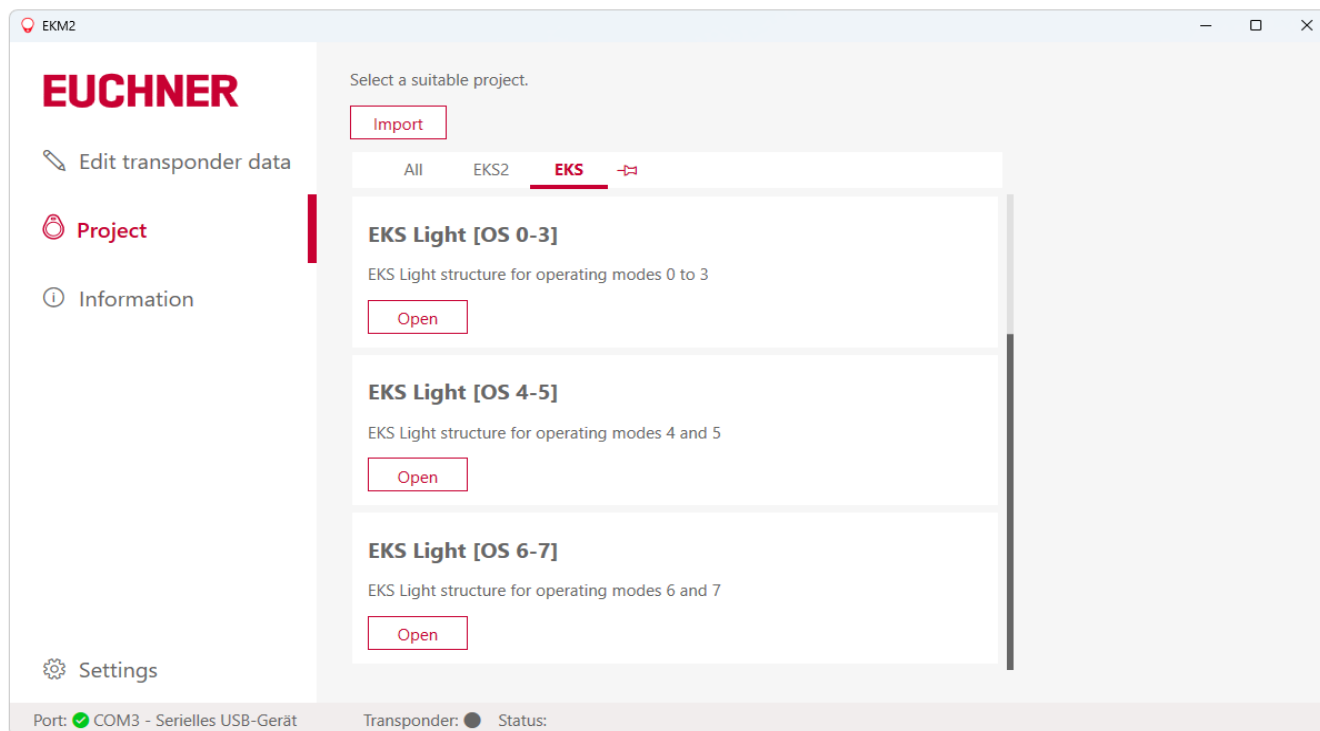 EKM2
EUCHNER
Edit transponder data
Project
Information
Settings
Select a suitable project.
Import
All EKS2 EKS
EKS Light [OS 0-3]
EKS Light structure for operating modes 0 to 3
Open
EKS Light [OS 4-5]
EKS Light structure for operating modes 4 and 5
Open
EKS Light [OS 6-7]
EKS Light structure for operating modes 6 and 7
Open
Port: COM3 - Serielles USB-Gerät Transponder: Status: